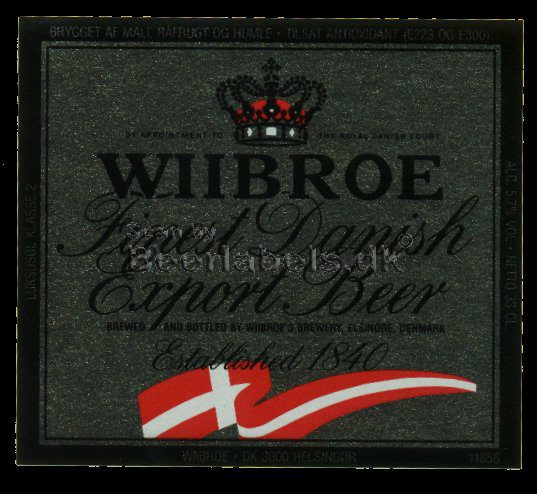 BRYGGET AF MALT, RÅFRUGT OG HUMLE • TILSAT ANTIOXIDANT (E223 OG E300).
BY APPOINTMENT TO THE ROYAL DANISH COURT
WIIBROE
Finest Danish
Export Beer
BREWED AND BOTTLED BY WIIBROE'S BREWERY, ELSINORE, DENMARK
Established 1840
LUKSUSØL KLASSE 2
ALC. 5,7% VOL. • NETTO 33 CL
WIIBROE • DK 3000 HELSINGØR
11856
Beerlabels.dk